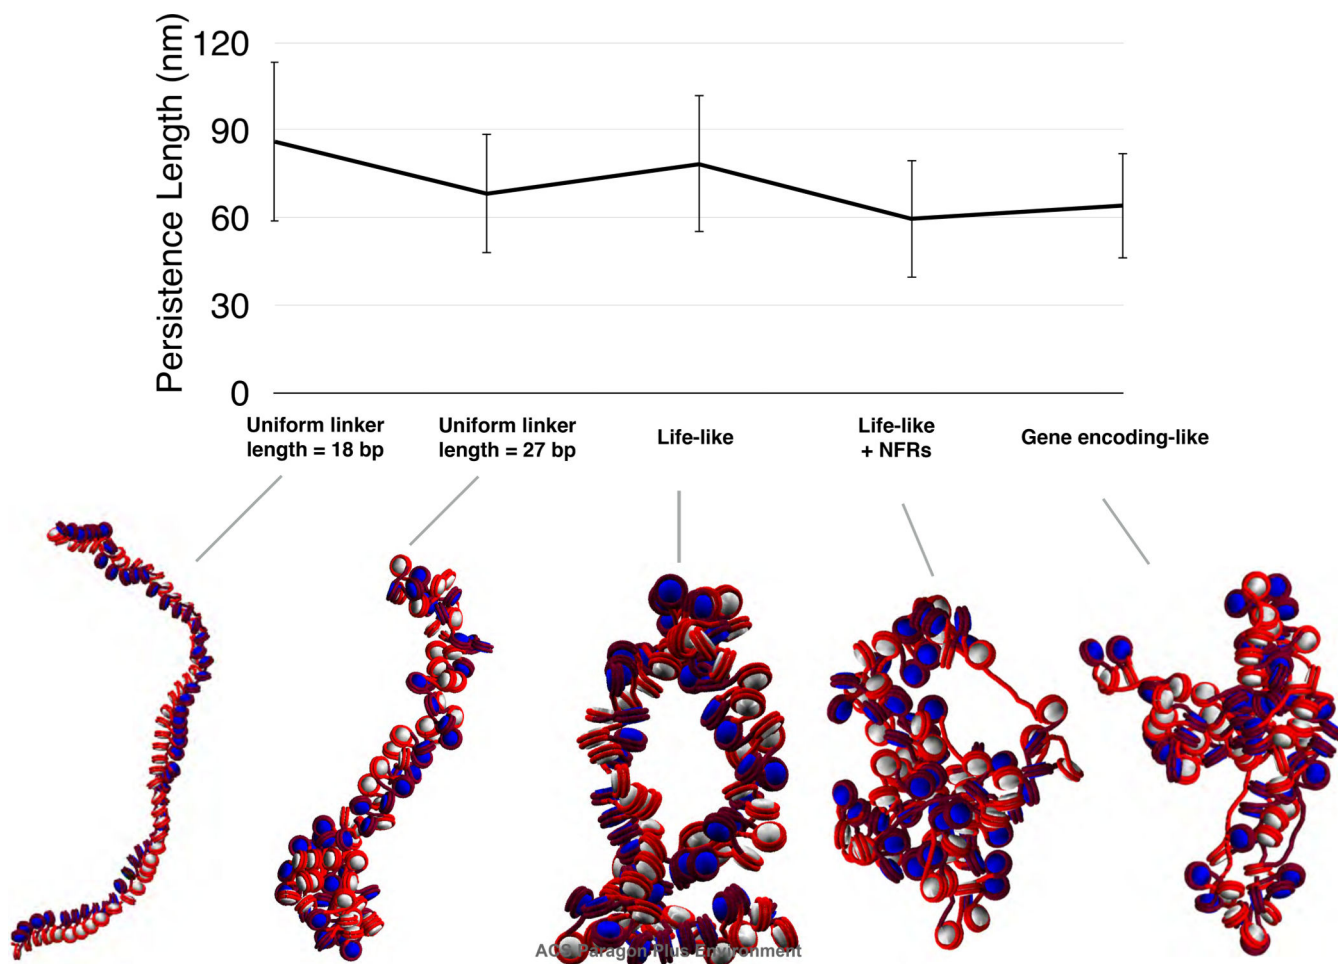 Persistence Length (nm)
120
90
60
30
0
Uniform linker
length = 18 bp
Uniform linker
length = 27 bp
Life-like
Life-like
+ NFRs
Gene encoding-like
ACS Paragon Plus Environment